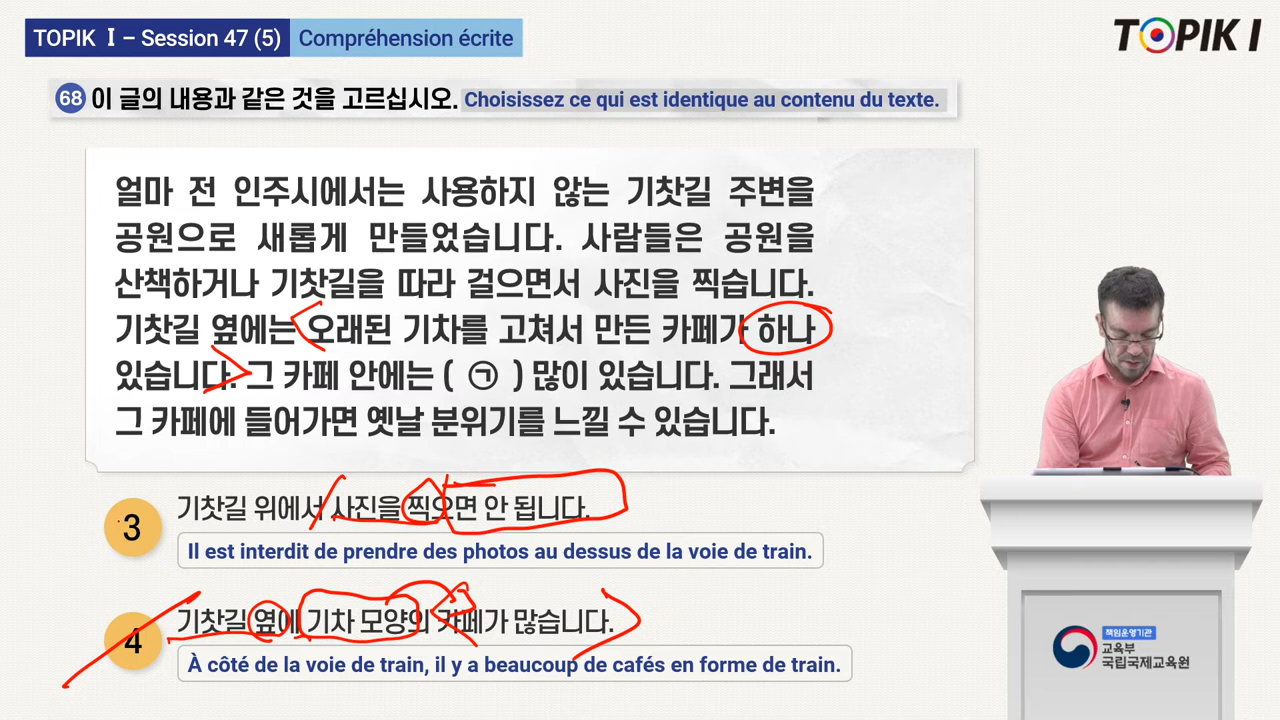 TOPIK Ⅰ – Session 47 (5) Compréhension écrite
TOPIK I
68 이 글의 내용과 같은 것을 고르십시오. Choisissez ce qui est identique au contenu du texte.
얼마 전 인주시에서는 사용하지 않는 기찻길 주변을
공원으로 새롭게 만들었습니다. 사람들은 공원을
산책하거나 기찻길을 따라 걸으면서 사진을 찍습니다.
기찻길 옆에는 오래된 기차를 고쳐서 만든 카페가 하나
있습니다. 그 카페 안에는 ( ㉠ ) 많이 있습니다. 그래서
그 카페에 들어가면 옛날 분위기를 느낄 수 있습니다.
3 기찻길 위에서 사진을 찍으면 안 됩니다.
Il est interdit de prendre des photos au dessus de la voie de train.
4 기찻길 옆에 기차 모양의 카페가 많습니다.
À côté de la voie de train, il y a beaucoup de cafés en forme de train.
책임운영기관
교육부
국립국제교육원